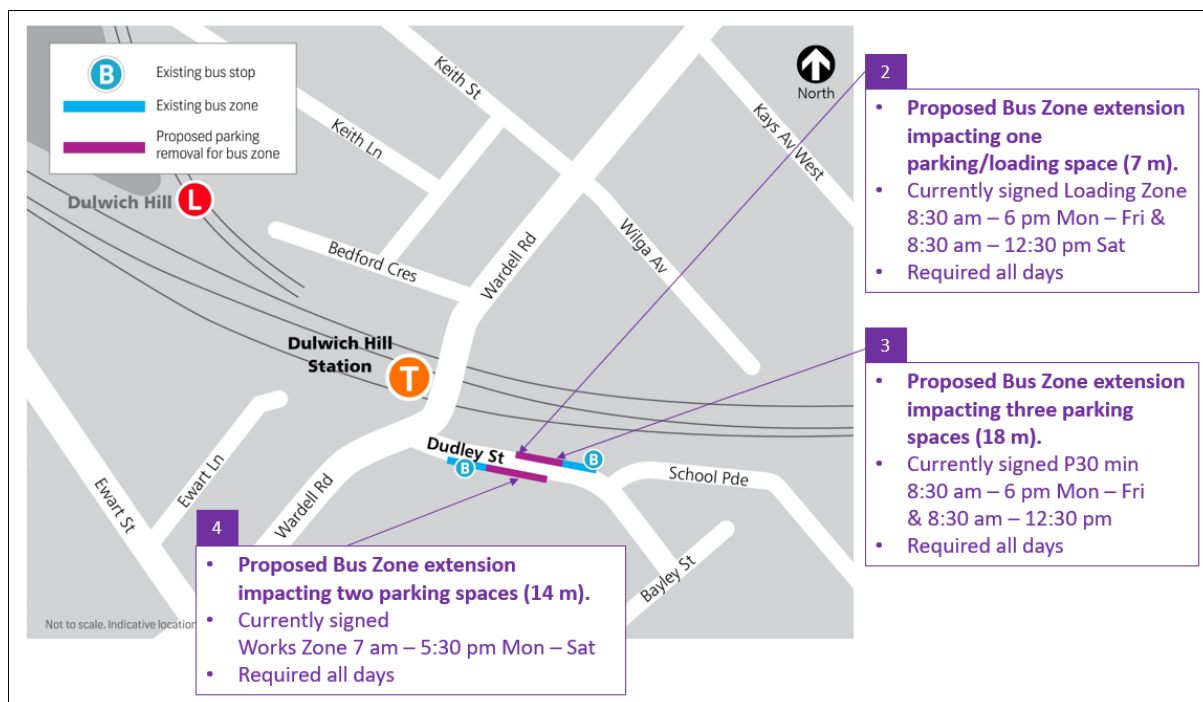 B
Existing bus stop
Existing bus zone
Proposed parking
removal for bus zone
North
Keith St
Keith Ln
Kays Av West
Dulwich Hill
L
Bedford Cres
Wardell Rd
Wilga Av
Dulwich Hill
Station
T
Dudley St
B
B
School Pde
Ewart Ln
Ewart St
Wardell Rd
Bayley St
Not to scale. Indicative location
2
• Proposed Bus Zone extension
impacting one
parking/loading space (7 m).
• Currently signed Loading Zone
8:30 am – 6 pm Mon – Fri &
8:30 am – 12:30 pm Sat
• Required all days
3
• Proposed Bus Zone extension
impacting three parking
spaces (18 m).
• Currently signed P30 min
8:30 am – 6 pm Mon – Fri
& 8:30 am – 12:30 pm
• Required all days
4
• Proposed Bus Zone extension
impacting two parking spaces (14 m).
• Currently signed
Works Zone 7 am – 5:30 pm Mon – Sat
• Required all days